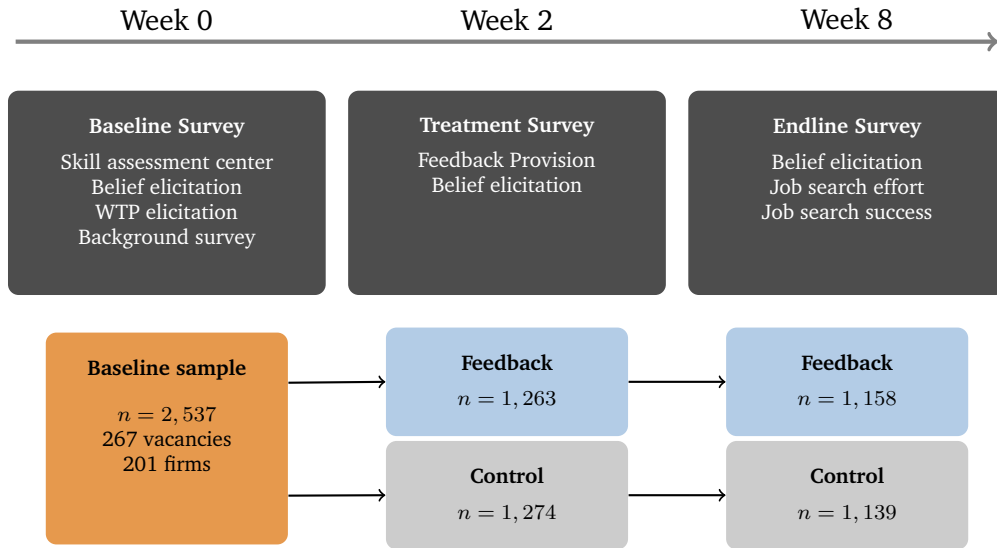 Week 0
Week 2
Week 8
Baseline Survey
Skill assessment center
Belief elicitation
WTP elicitation
Background survey
Treatment Survey
Feedback Provision
Belief elicitation
Endline Survey
Belief elicitation
Job search effort
Job search success
Baseline sample
n = 2, 537
267 vacancies
201 firms
Feedback
n = 1, 263
Control
n = 1, 274
Feedback
n = 1, 158
Control
n = 1, 139